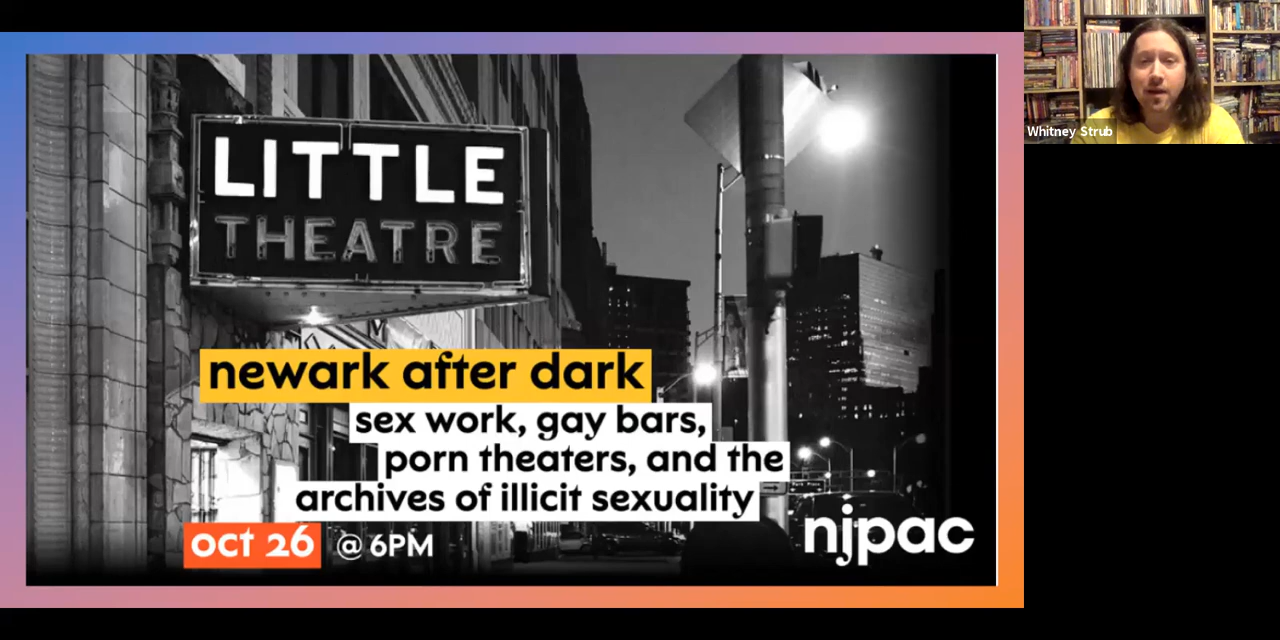 LITTLE
THEATRE
newark after dark
sex work, gay bars,
porn theaters, and the
archives of illicit sexuality
oct 26 @ 6PM
njpac
Whitney Strub